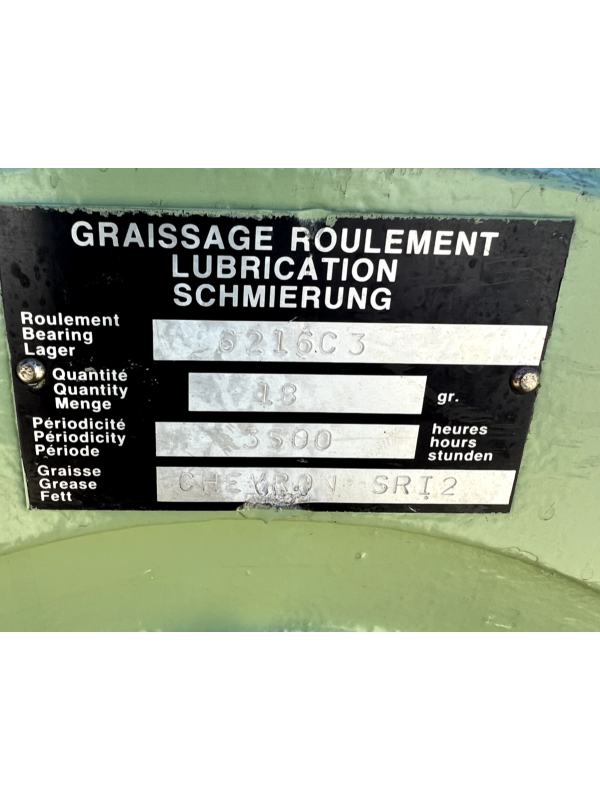 GRAISSAGE ROULEMENT
LUBRICATION
SCHMIERUNG
Roulement
Bearing
Lager
6216C3
Quantité
Quantity
Menge
18
gr.
Périodicité
Périodicity
Période
3500
heures
hours
stunden
Graisse
Grease
Fett
CHEVRON SRI2